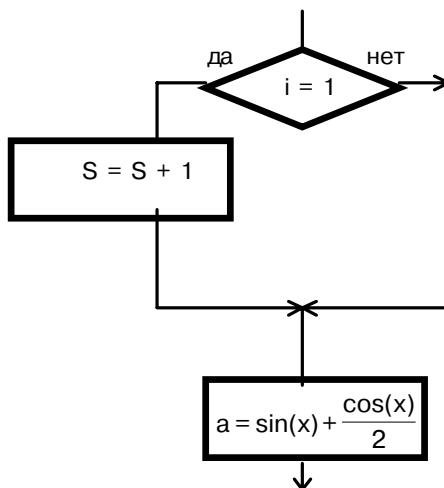 да нет
i = 1
S = S + 1
a = sin(x) + cos(x)/2